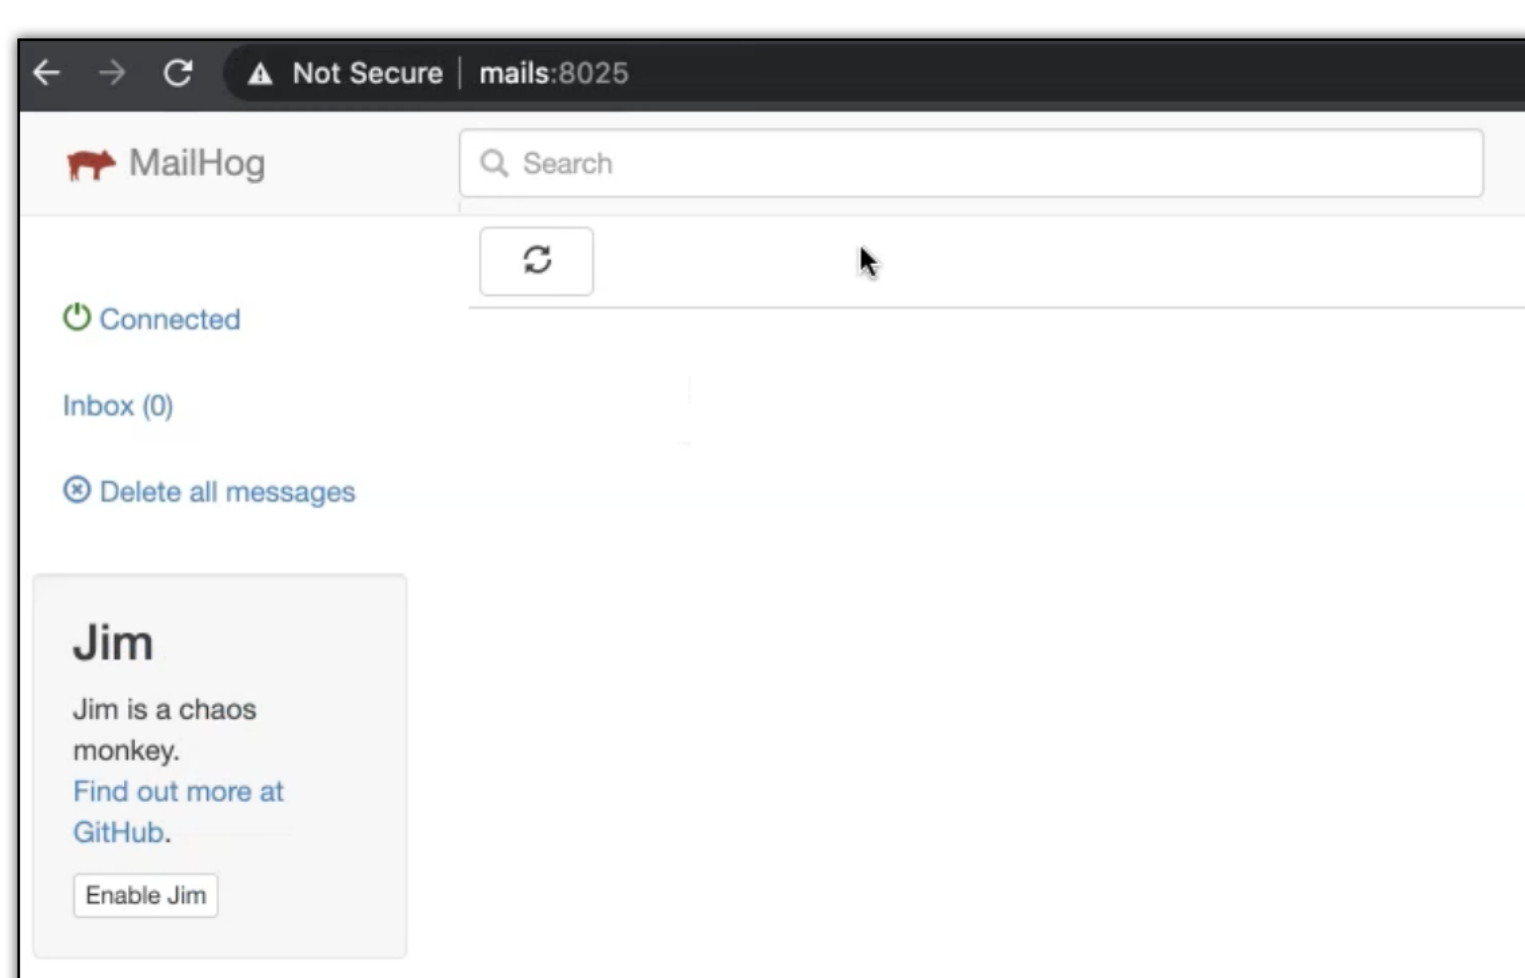 Not Secure | mails:8025
MailHog
Search
Connected
Inbox (0)
Delete all messages
Jim
Jim is a chaos
monkey.
Find out more at
GitHub.
Enable Jim